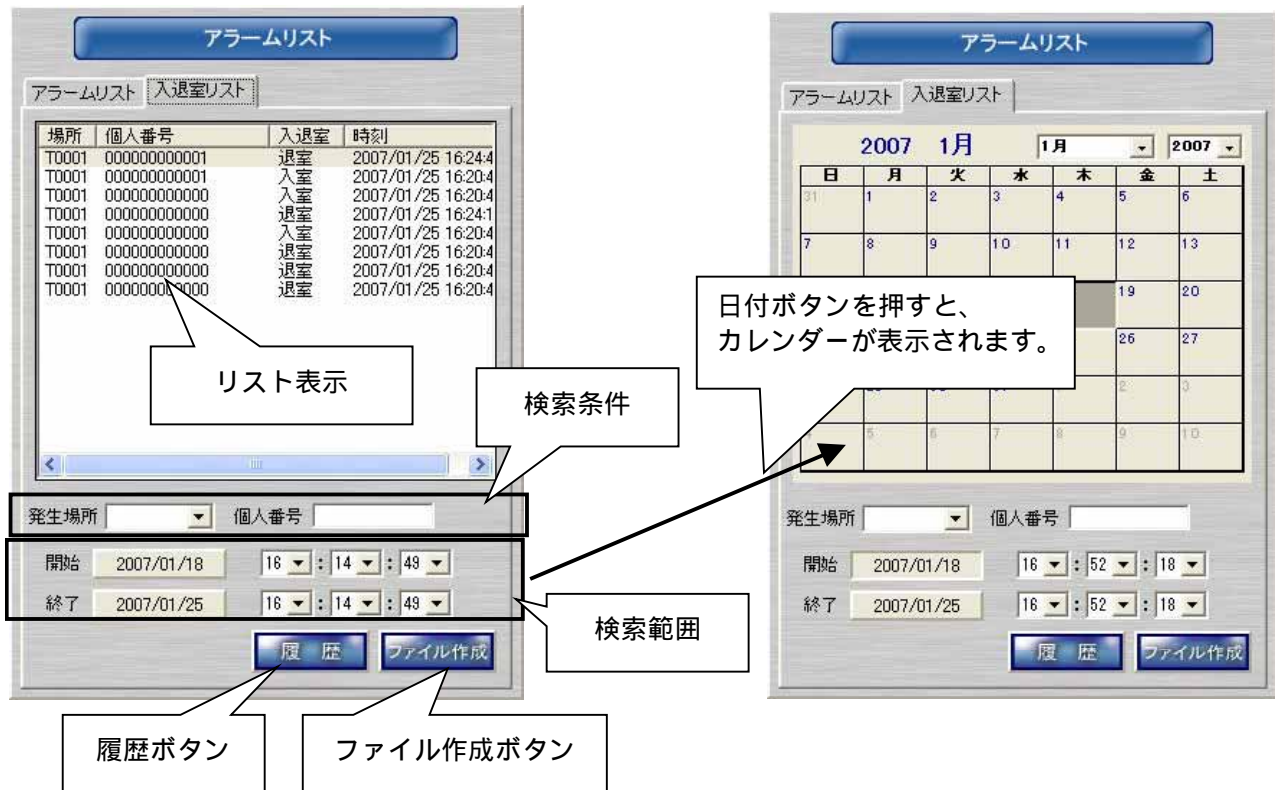 アラームリスト
アラームリスト 入退室リスト
場所 個人番号 入退室 時刻
T0001 000000000001 退室 2007/01/25 16:24:4
T0001 000000000001 入室 2007/01/25 16:20:4
T0001 000000000000 入室 2007/01/25 16:20:4
T0001 000000000000 退室 2007/01/25 16:24:1
T0001 000000000000 入室 2007/01/25 16:20:4
T0001 000000000000 退室 2007/01/25 16:20:4
T0001 000000000000 退室 2007/01/25 16:20:4
T0001 退室 2007/01/25 16:20:4
リスト表示
検索条件
発生場所 個人番号
開始 2007/01/18 16 : 14 : 49
終了 2007/01/25 16 : 14 : 49
検索範囲
履歴 ファイル作成
履歴ボタン
ファイル作成ボタン
アラームリスト
アラームリスト 入退室リスト
2007 1月 1月 2007
日 月 火 水 木 金 土
31 1 2 3 4 5 6
7 8 9 10 11 12 13
19 20
26 27
2 3
5 6 7 8 9 10
日付ボタンを押すと、
カレンダーが表示されます。
発生場所 個人番号
開始 2007/01/18 16 : 52 : 18
終了 2007/01/25 16 : 52 : 18
履歴 ファイル作成